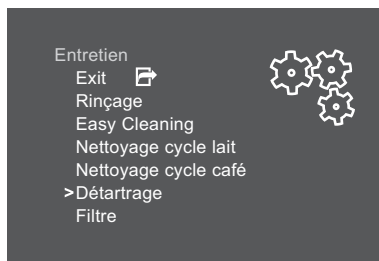 Entretien
Exit
Rinçage
Easy Cleaning
Nettoyage cycle lait
Nettoyage cycle café
>Détartrage
Filtre